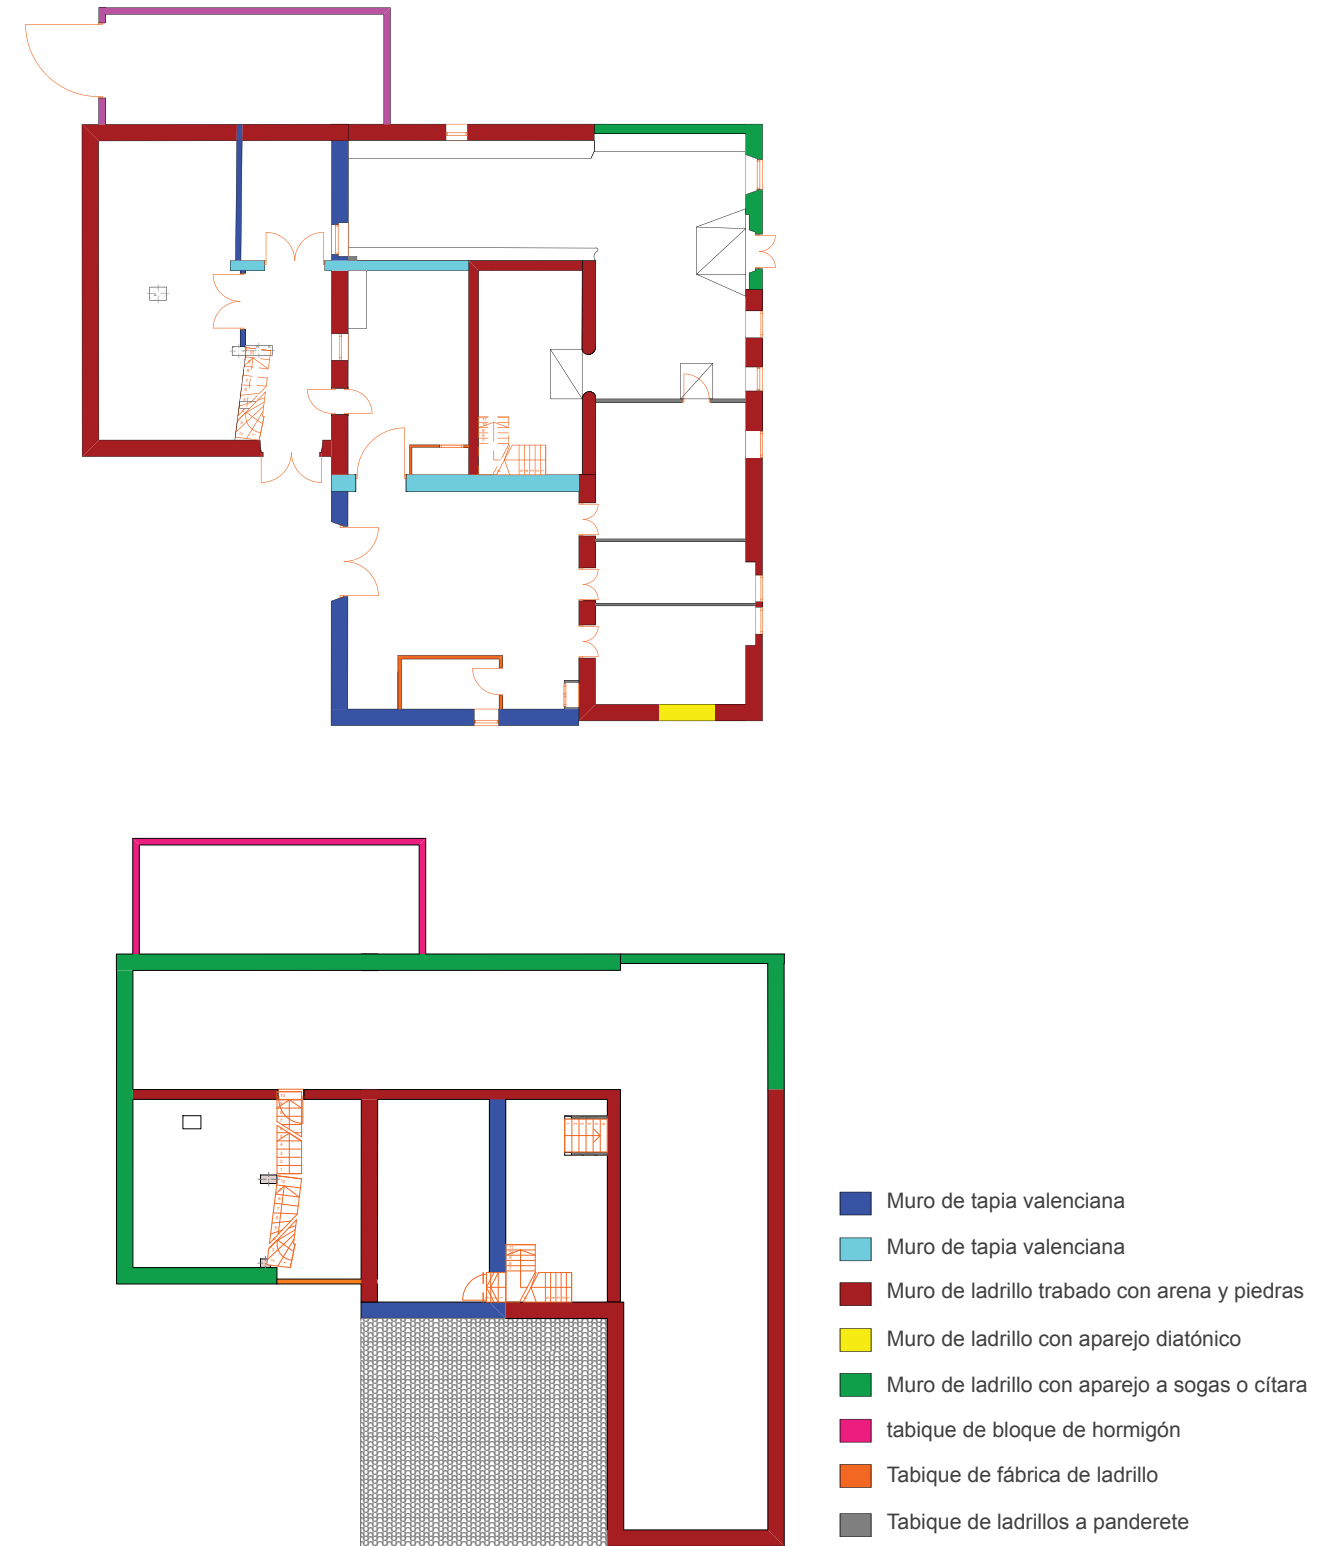 Muro de tapia valenciana
Muro de tapia valenciana
Muro de ladrillo trabado con arena y piedras
Muro de ladrillo con aparejo diatónico
Muro de ladrillo con aparejo a sogas o cítara
tabique de bloque de hormigón
Tabique de fábrica de ladrillo
Tabique de ladrillos a panderete